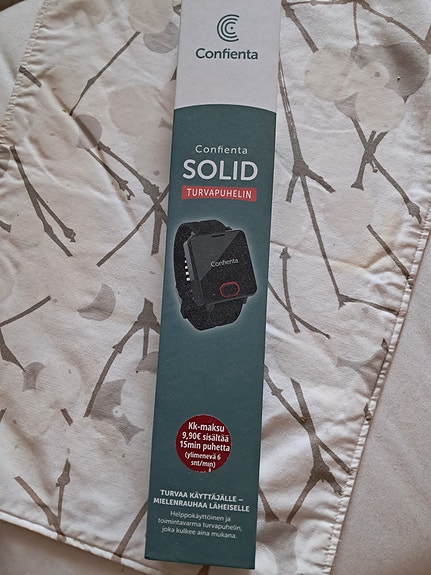 Confienta
Confienta
SOLID
TURVAPUHELIN
Confienta
Kk-maksu
9,90€ sisältää
15min puhetta
(ylimenevä 6
snt/min)
TURVAA KÄYTTÄJÄLLE –
MIELENRAUHAA LÄHEISELLE
Helppokäyttöinen ja
toimintavarma turvapuhelin,
joka kulkee aina mukana.